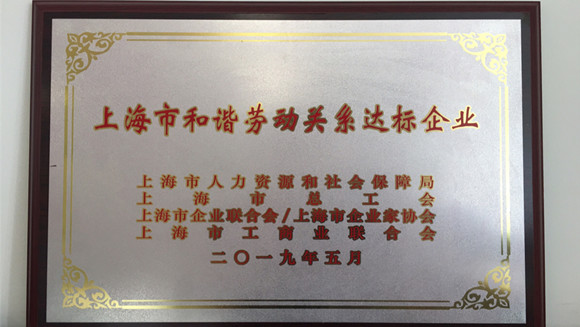 上海市和谐劳动关系达标企业
上海市人力资源和社会保障局
上海市总工会
上海市企业联合会/上海市企业家协会
上海市工商业联合会
二〇一九年五月